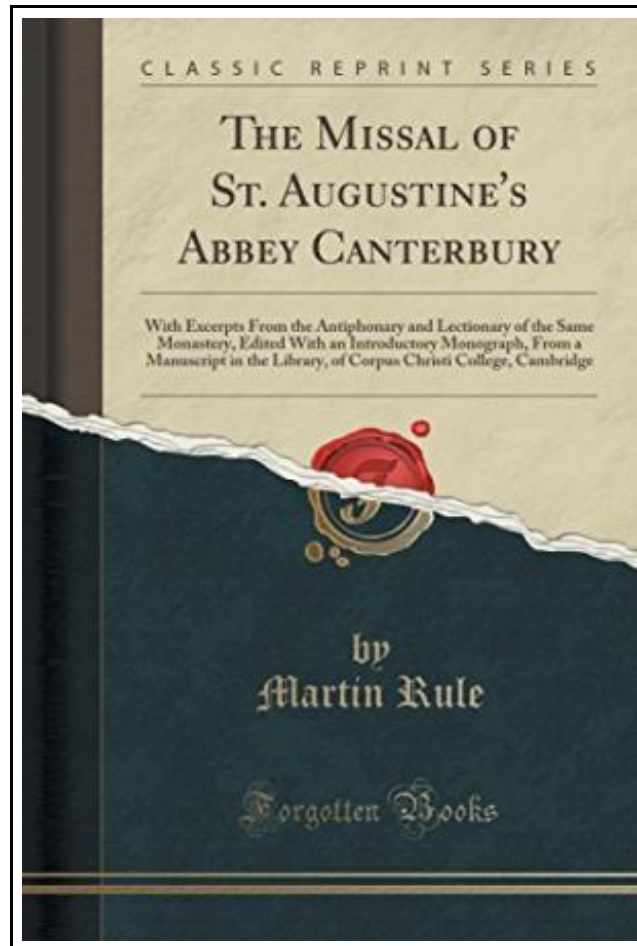 CLASSIC REPRINT SERIES
THE MISSAL OF
ST. AUGUSTINE'S
ABBEY CANTERBURY
With Excerpts From the Antiphonary and Lectionary of the Same
Monastery, Edited With an Introductory Monograph, From a
Manuscript in the Library, of Corpus Christi College, Cambridge
F
by
Martin Rule
Forgotten Books